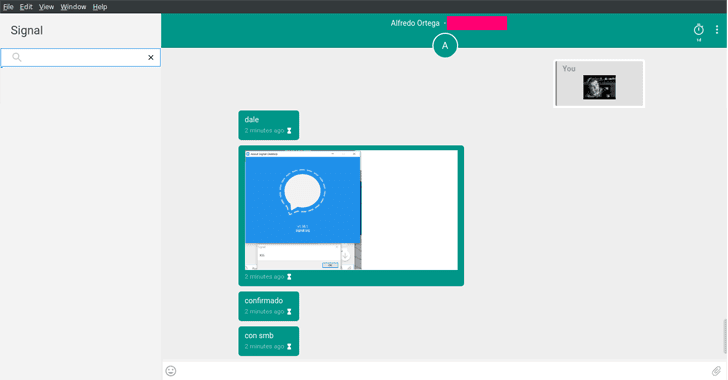 File Edit View Window Help
Signal
Alfredo Ortega -
A
You
dale
2 minutes ago
2 minutes ago
confirmado
2 minutes ago
con smb
2 minutes ago